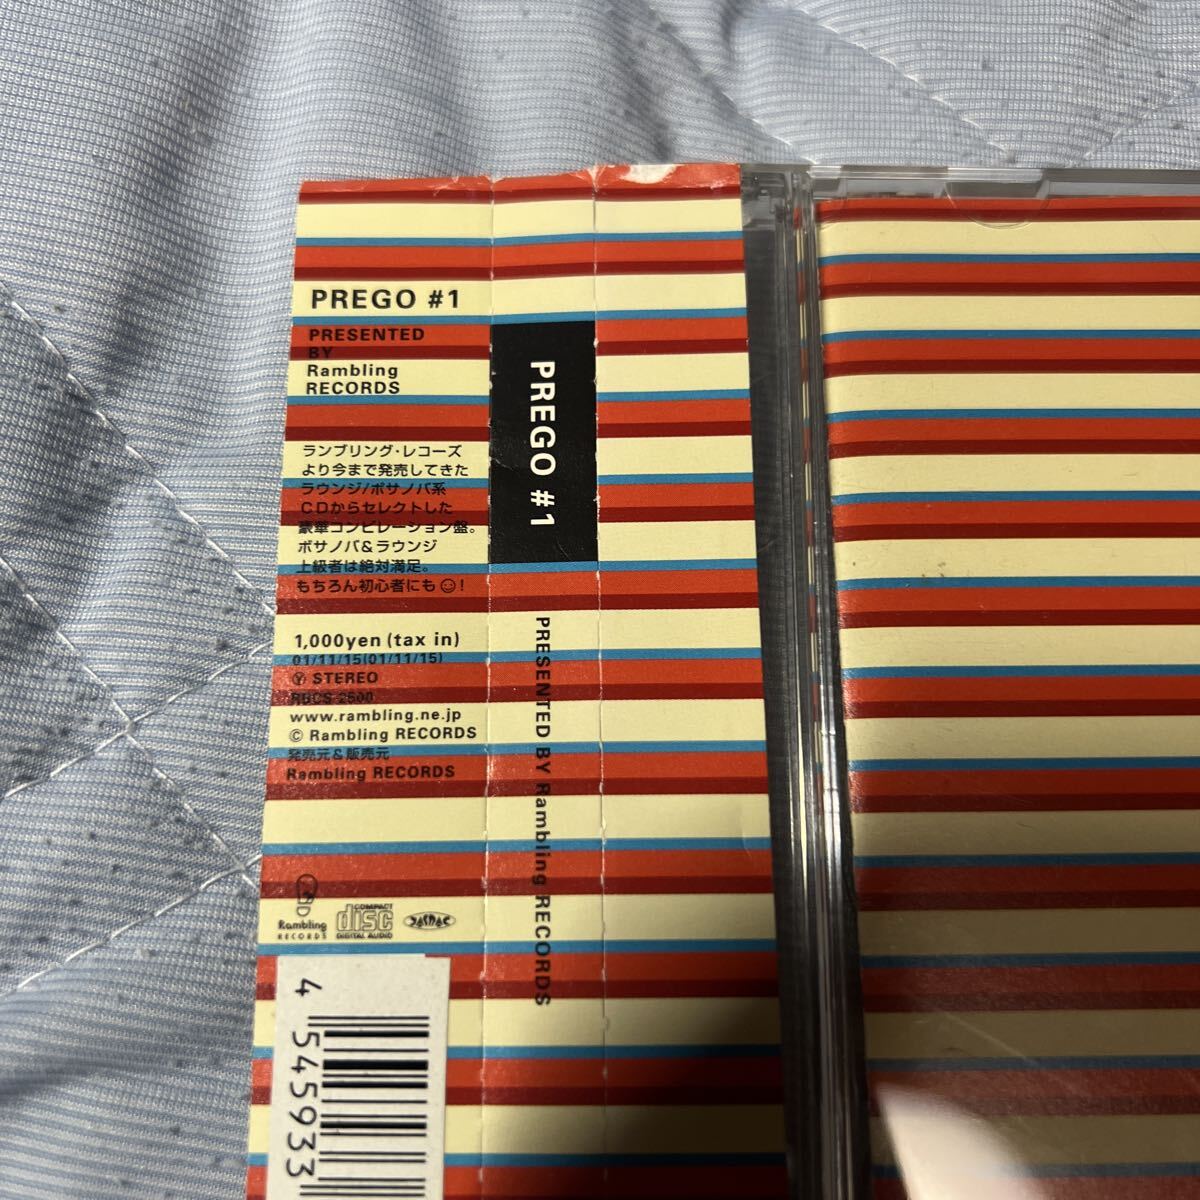 PREGO #1
PRESENTED
BY
Rambling
RECORDS
ランブリング・レコーズ
より今まで発売してきた
ラウンジ/ボサノバ系
CDからセレクトした
豪華コンピレーション盤。
ボサノバ&ラウンジ
上級者は絶対満足。
もちろん初心者にも☺!
1,000yen (tax in)
01/11/15(01/11/15)
Ⓨ STEREO
RBCS-2500
www.rambling.ne.jp
© Rambling RECORDS
発売元&販売元
Rambling RECORDS
Rambling
RECORDS
COMPACT
disc
DIGITAL AUDIO
JASRAC
4 545933
PREGO #1
PRESENTED BY Rambling RECORDS